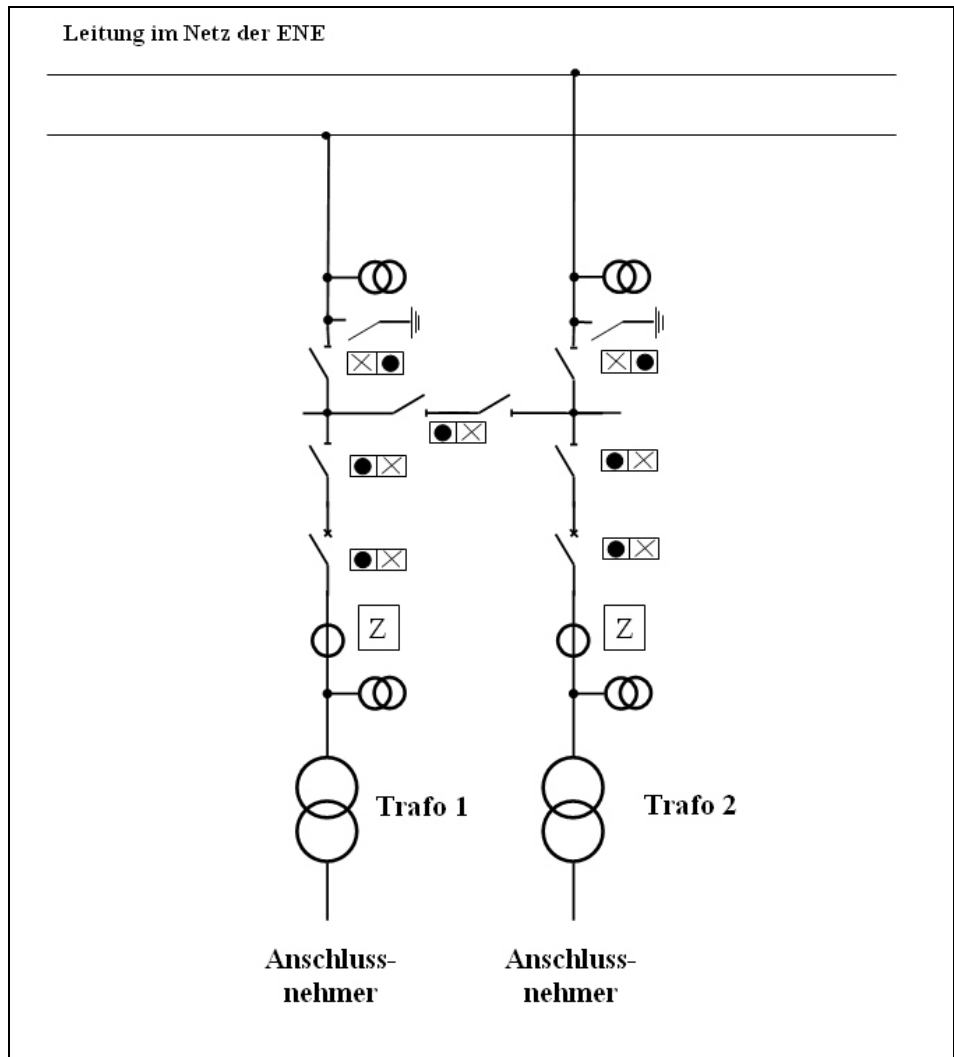 Leitung im Netz der ENE
Z
Z
Trafo 1
Trafo 2
Anschluss-
nehmer
Anschluss-
nehmer